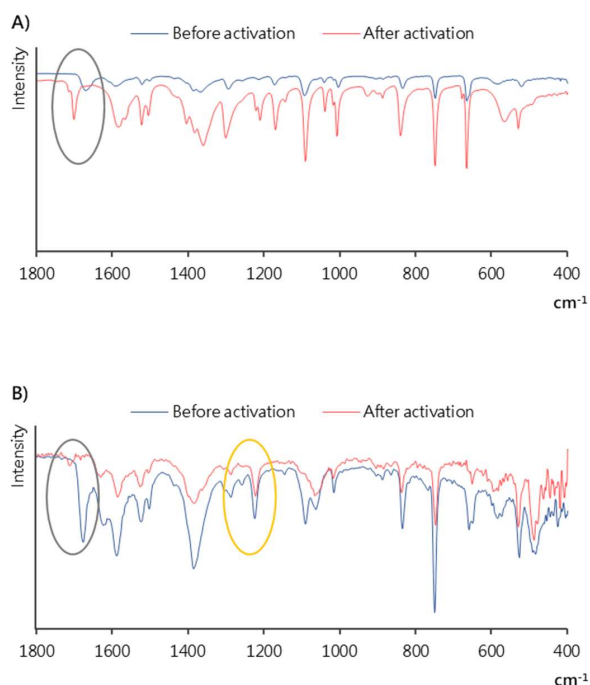 A)
Before activation After activation
Intensity
1800 1600 1400 1200 1000 800 600 400
cm-1
B)
Before activation After activation
Intensity
1800 1600 1400 1200 1000 800 600 400
cm-1